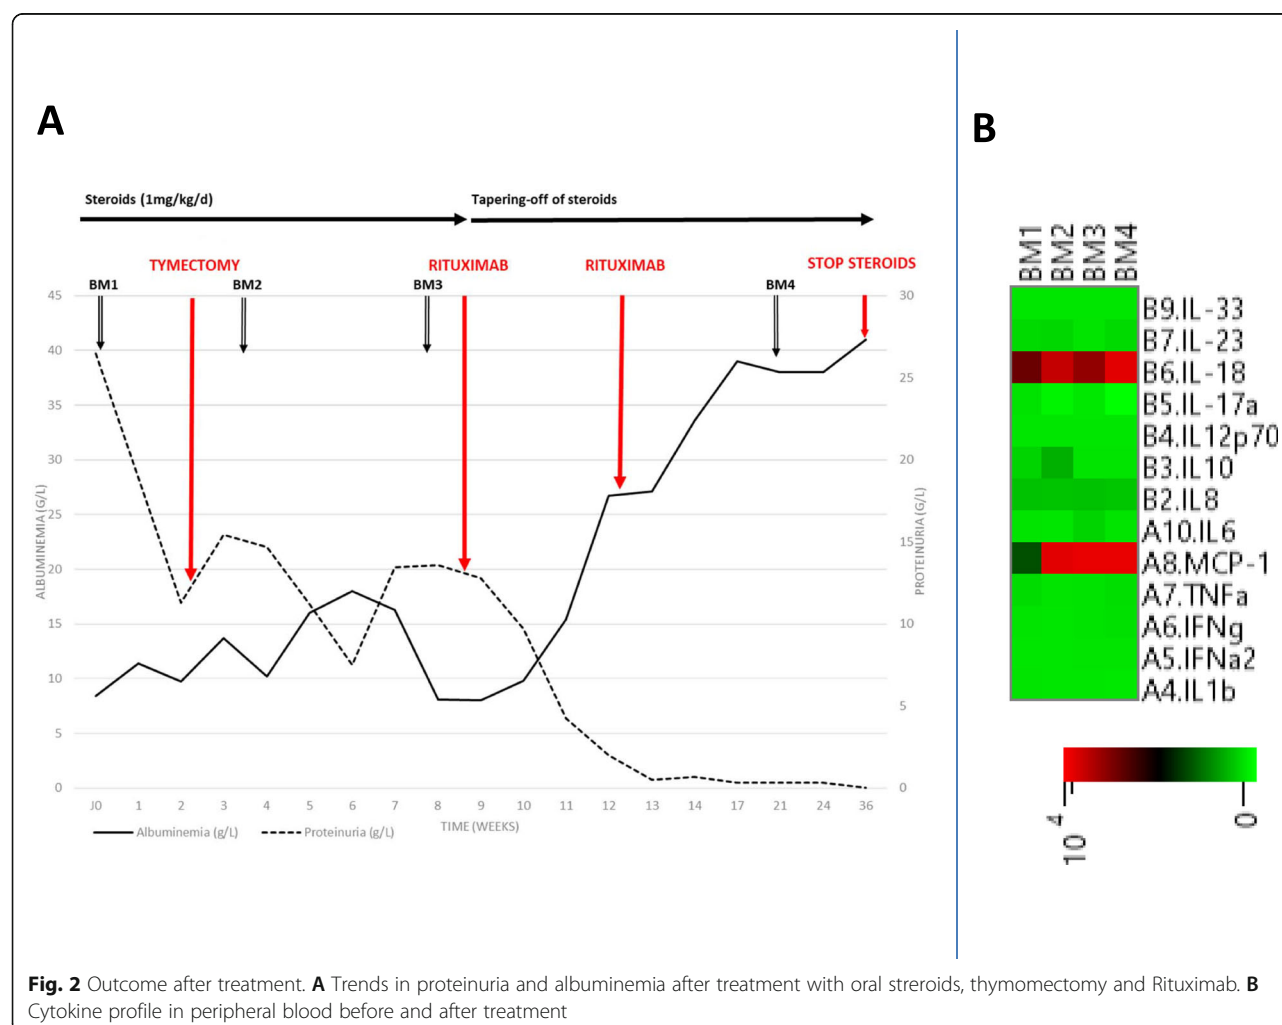 A
B
Steroids (1mg/kg/d)
Tapering-off of steroids
TYMECTOMY
RITUXIMAB
RITUXIMAB
STOP STEROIDS
BM1
BM2
BM3
BM4
45
40
35
30
25
20
15
10
5
0
ALBUMINEMIA (G/L)
30
25
20
15
10
5
0
PROTEINURIA (G/L)
J0 1 2 3 4 5 6 7 8 9 10 11 12 13 14 17 21 24 36
TIME (WEEKS)
Albuminemia (g/L)
Proteinuria (g/L)
BM1
BM2
BM3
BM4
B9.IL-33
B7.IL-23
B6.IL-18
B5.IL-17a
B4.IL12p70
B3.IL10
B2.IL8
A10.IL6
A8.MCP-1
A7.TNFa
A6.IFNg
A5.IFNa2
A4.IL1b
10 4
0
Fig. 2 Outcome after treatment. A Trends in proteinuria and albuminemia after treatment with oral streroids, thymomectomy and Rituximab. B
Cytokine profile in peripheral blood before and after treatment